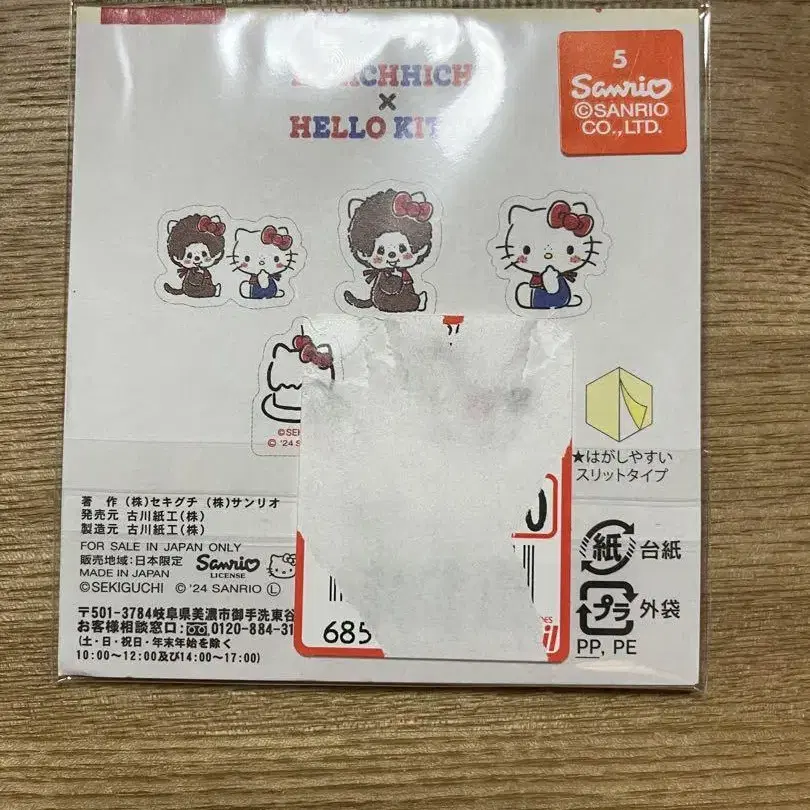 5
Sanrio
©SANRIO
CO.,LTD.
×
HELLO
©SEK
© '24 S
★はがしやすい
スリットタイプ
著 作 (株)セキグチ (株)サンリオ
発売元 古川紙工(株)
製造元 古川紙工(株)
FOR SALE IN JAPAN ONLY
販売地域:日本限定
Sanrio
LICENSE
MADE IN JAPAN
©SEKIGUCHI © '24 SANRIO Ⓛ
〒501-3784岐阜県美濃市御手洗東谷
お客様相談窓口: 0120-884-31
(土・日・祝日・年末年始を除く
10:00〜12:00及び14:00〜17:00)
685
紙 台紙
プラ 外袋
PP, PE